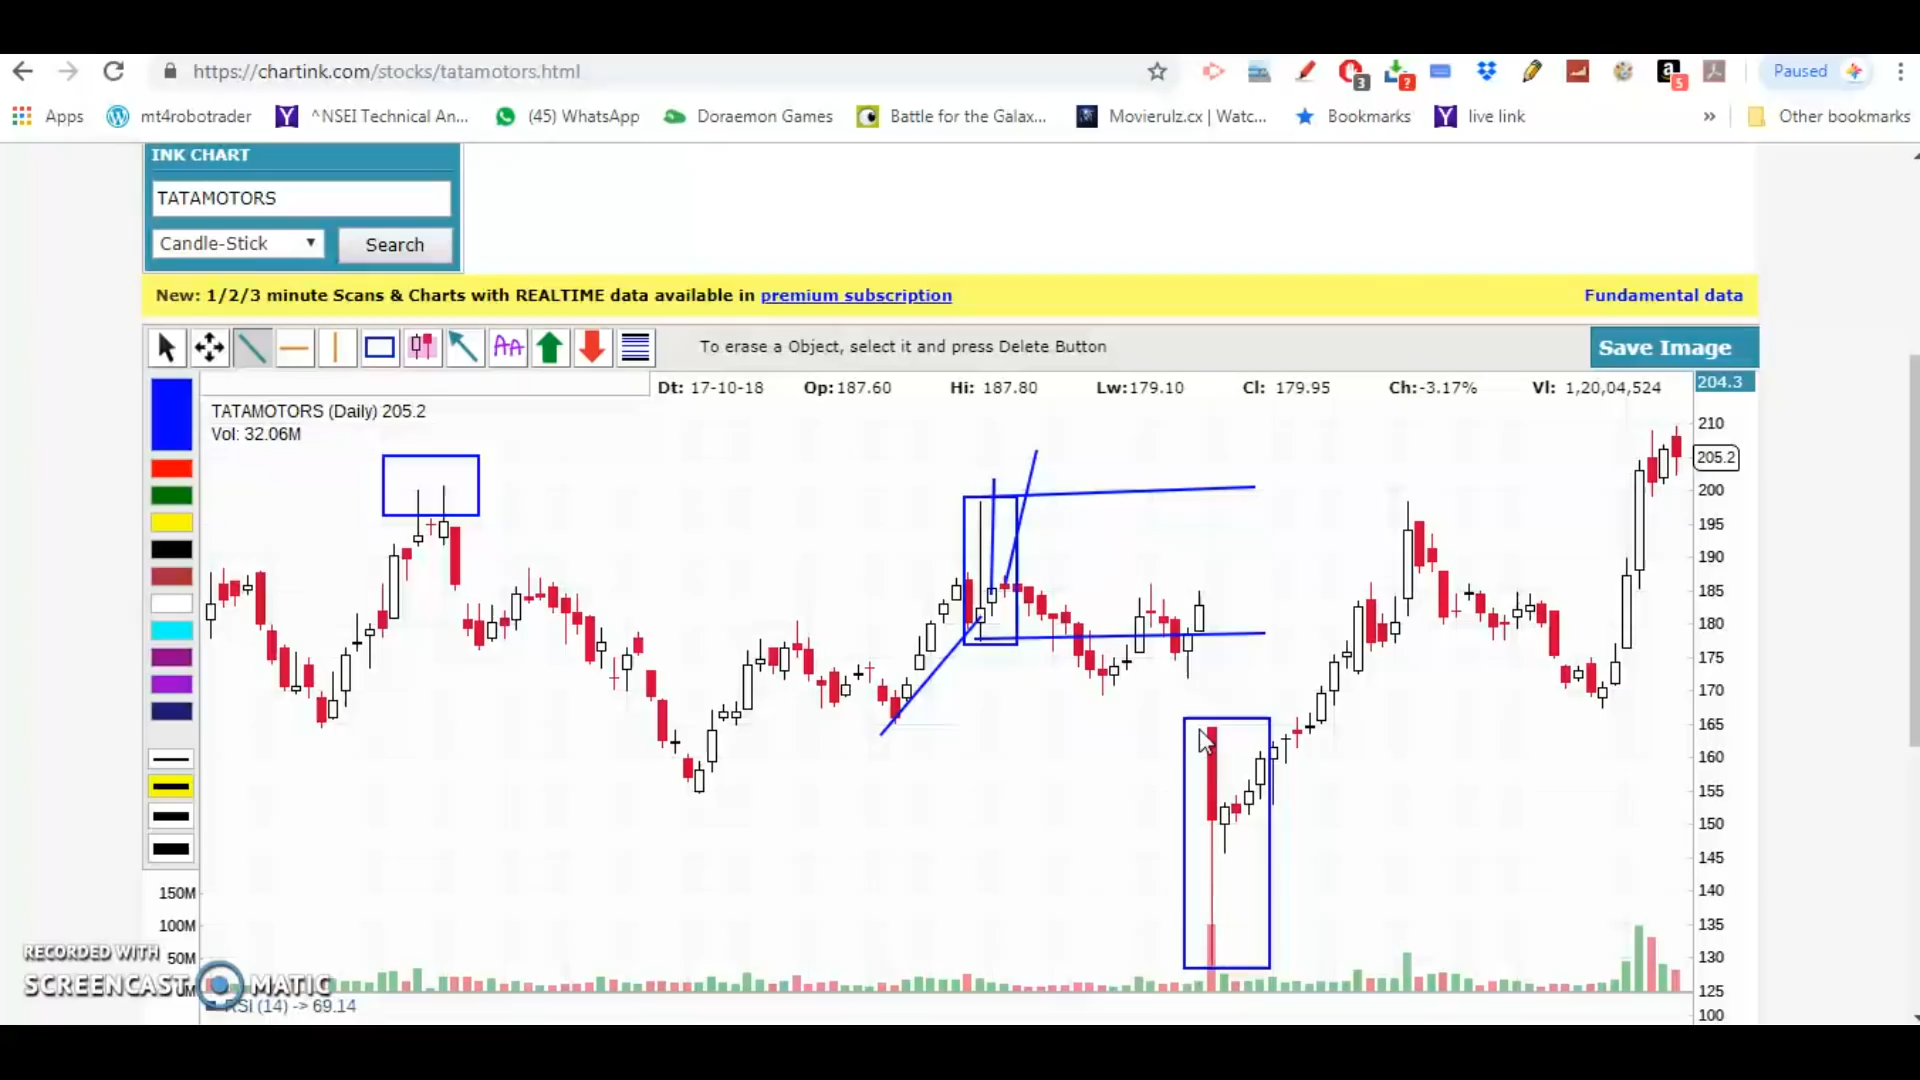 https://chartink.com/stocks/tatamotors.html
3
?
5
Paused
Apps
mt4robotrader
^NSEI Technical An...
(45) WhatsApp
Doraemon Games
Battle for the Galax...
Movierulz.cx | Watc...
Bookmarks
live link
»
Other bookmarks
INK CHART
TATAMOTORS
Candle-Stick
Search
New: 1/2/3 minute Scans & Charts with REALTIME data available in premium subscription
Fundamental data
AA
To erase a Object, select it and press Delete Button
Save Image
Dt: 17-10-18 Op:187.60 Hi: 187.80 Lw:179.10 Cl: 179.95 Ch:-3.17% Vl: 1,20,04,524
204.3
TATAMOTORS (Daily) 205.2
Vol: 32.06M
210
205.2
200
195
190
185
180
175
170
165
160
155
150
145
140
135
130
125
100
150M
100M
50M
RECORDED WITH
SCREENCAST MATIC
RSI (14) -> 69.14